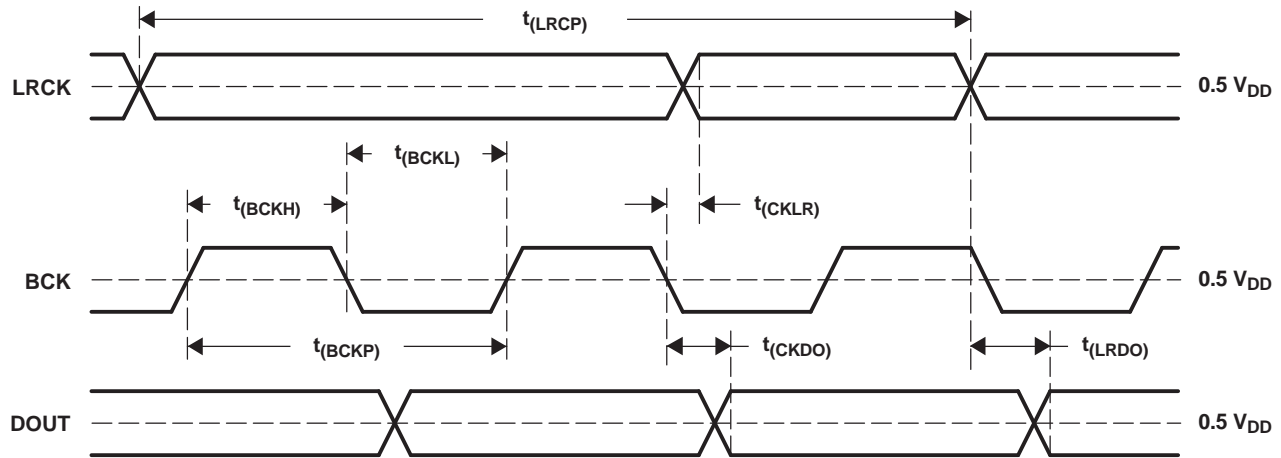 t(LRCP)
LRCK
0.5 VDD
t(BCKL)
t(BCKH)
t(CKLR)
BCK
0.5 VDD
t(BCKP)
t(CKDO)
t(LRDO)
DOUT
0.5 VDD